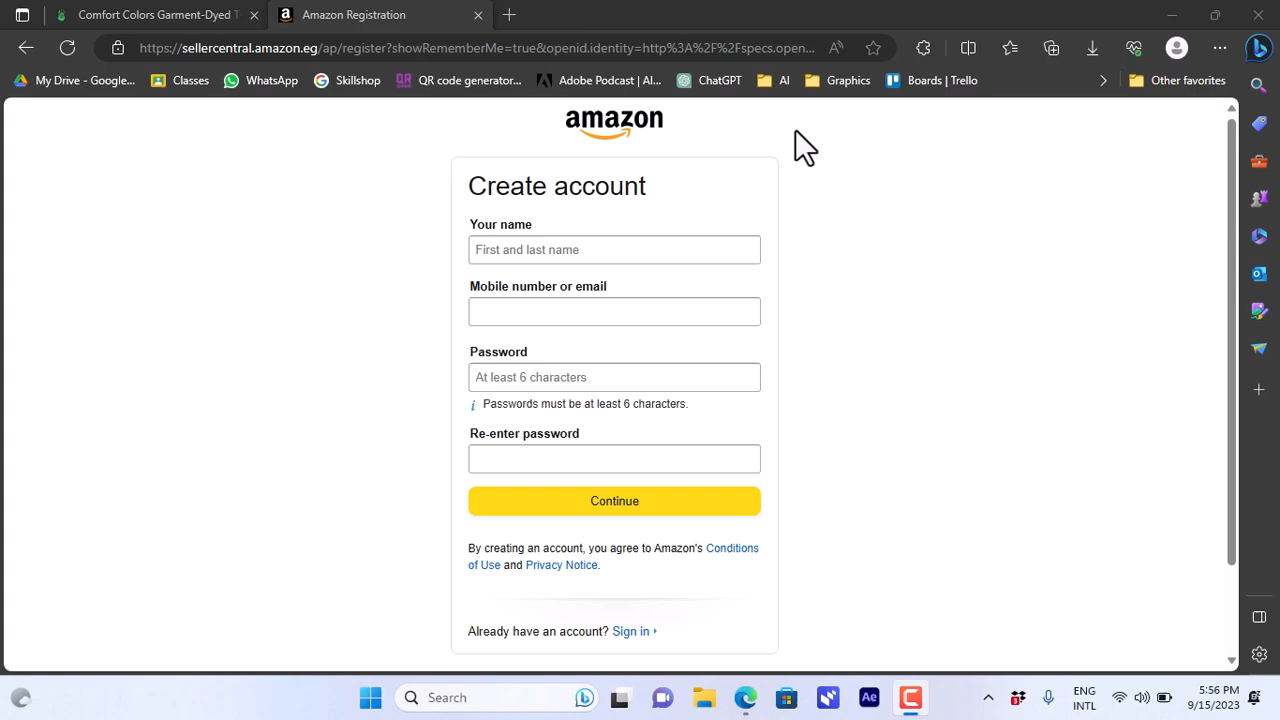 Comfort Colors Garment-Dyed T
Amazon Registration
https://sellercentral.amazon.eg/ap/register?showRememberMe=true&openid.identity=http%3A%2F%2Fspecs.open...
My Drive - Google...
Classes
WhatsApp
Skillshop
QR code generator...
Adobe Podcast | AI...
ChatGPT
AI
Graphics
Boards | Trello
Other favorites
amazon
Create account
Your name
First and last name
Mobile number or email
Password
At least 6 characters
i Passwords must be at least 6 characters.
Re-enter password
Continue
By creating an account, you agree to Amazon's Conditions
of Use and Privacy Notice.
Already have an account? Sign in
Search
Ae
ENG
INTL
5:56 PM
9/15/2023